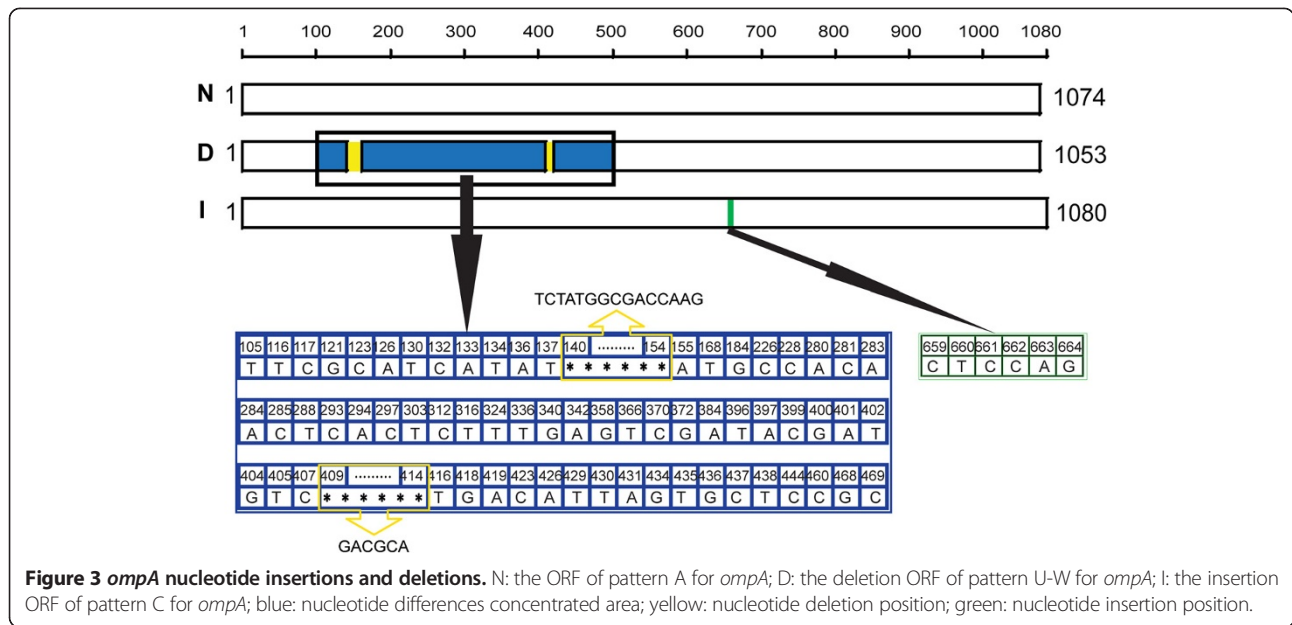 1 100 200 300 400 500 600 700 800 900 1000 1080
N 1 1074
D 1 1053
I 1 1080
TCTATGGCGACCAAG
105 116 117 121 123 126 130 132 133 134 136 137 140 ......... 154 155 168 184 226 228 280 281 283
T T C G C A T C A T A T * * * * * * A T G C C A C A
659 660 661 662 663 664
C T C C A G
284 285 288 293 294 297 303 312 316 324 336 340 342 358 366 370 372 384 396 397 399 400 401 402
A C T C A C T C T T T G A G T C G A T A C G A T
404 405 407 409 ......... 414 416 418 419 423 426 429 430 431 434 435 436 437 438 444 460 468 469
G T C * * * * * * T G A C A T T A G T G C T C C G C
GACGCA
Figure 3 ompA nucleotide insertions and deletions. N: the ORF of pattern A for ompA; D: the deletion ORF of pattern U-W for ompA; I: the insertion
ORF of pattern C for ompA; blue: nucleotide differences concentrated area; yellow: nucleotide deletion position; green: nucleotide insertion position.